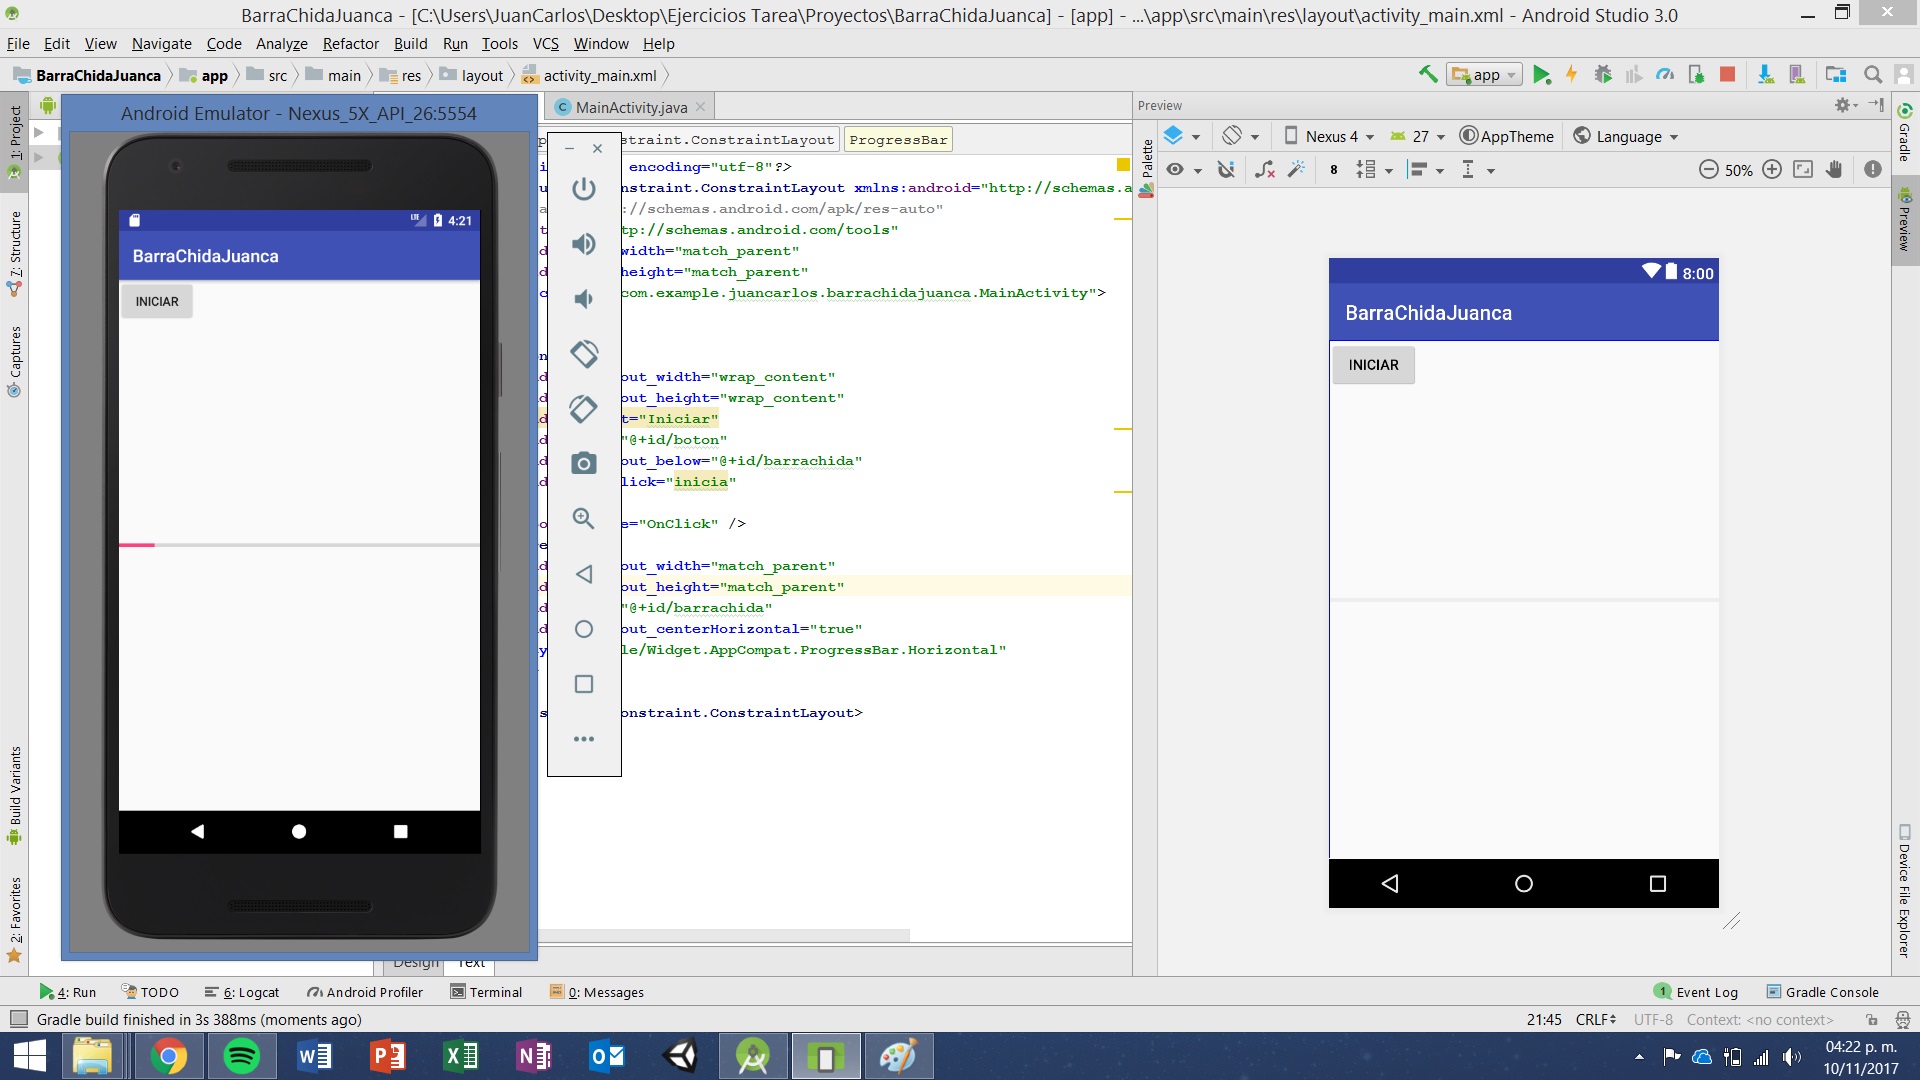 BarraChidaJuanca - [C:\Users\JuanCarlos\Desktop\Ejercicios Tarea\Proyectos\BarraChidaJuanca] - [app] - ...\app\src\main\res\layout\activity_main.xml - Android Studio 3.0
File Edit View Navigate Code Analyze Refactor Build Run Tools VCS Window Help
BarraChidaJuanca app src main res layout activity_main.xml
app
1: Project
7: Structure
Captures
Build Variants
2: Favorites
Android Emulator - Nexus_5X_API_26:5554
LTE 4:21
BarraChidaJuanca
INICIAR
MainActivity.java
straint.ConstraintLayout ProgressBar
encoding="utf-8"?>
onstraint.ConstraintLayout xmlns:android="http://schemas.a
://schemas.android.com/apk/res-auto"
tp://schemas.android.com/tools"
width="match_parent"
height="match_parent"
com.example.juancarlos.barrachidajuanca.MainActivity">
out_width="wrap_content"
out_height="wrap_content"
t="Iniciar"
"@+id/boton"
out_below="@+id/barrachida"
lick="inicia"
e="OnClick" />
out_width="match_parent"
out_height="match_parent"
"@+id/barrachida"
out_centerHorizontal="true"
le/Widget.AppCompat.ProgressBar.Horizontal"
onstraint.ConstraintLayout>
Design Text
Preview
Palette
Nexus 4 27 AppTheme Language
8 50%
8:00
BarraChidaJuanca
INICIAR
Gradle
Preview
Device File Explorer
4: Run TODO 6: Logcat Android Profiler Terminal 0: Messages
1 Event Log Gradle Console
Gradle build finished in 3s 388ms (moments ago)
21:45 CRLF UTF-8 Context: <no context>
04:22 p. m.
10/11/2017